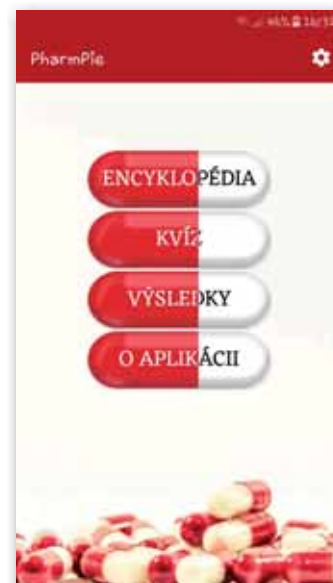 PharmPie
ENCYKLOPÉDIA
KVÍZ
VÝSLEDKY
O APLIKÁCII